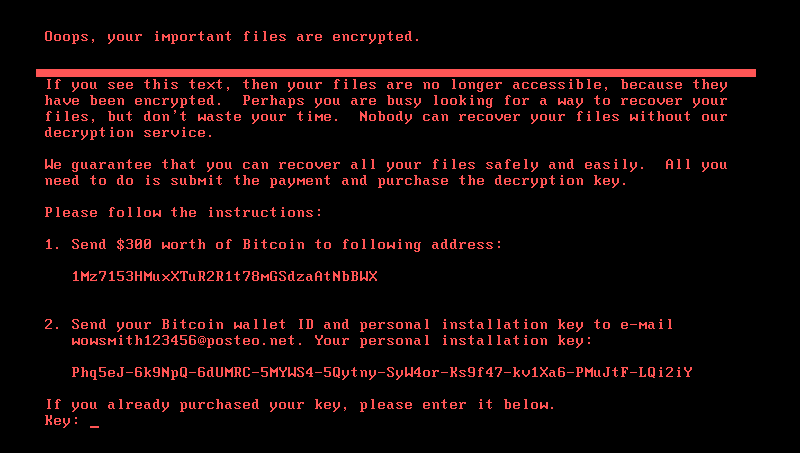 Ooops, your important files are encrypted.
If you see this text, then your files are no longer accessible, because they
have been encrypted.  Perhaps you are busy looking for a way to recover your
files, but don't waste your time.  Nobody can recover your files without our
decryption service.
We guarantee that you can recover all your files safely and easily.  All you
need to do is submit the payment and purchase the decryption key.
Please follow the instructions:
1. Send $300 worth of Bitcoin to following address:
1Mz7153HMuxXTuR2R1t78mGSdzaAtNbBWX
2. Send your Bitcoin wallet ID and personal installation key to e-mail
wowsmith123456@posteo.net. Your personal installation key:
Phq5eJ-6k9NpQ-6dUMRC-5MYWS4-5Qytny-SyW4or-Ks9f47-kv1Xa6-PMuJtF-LQi2iY
If you already purchased your key, please enter it below.
Key: _